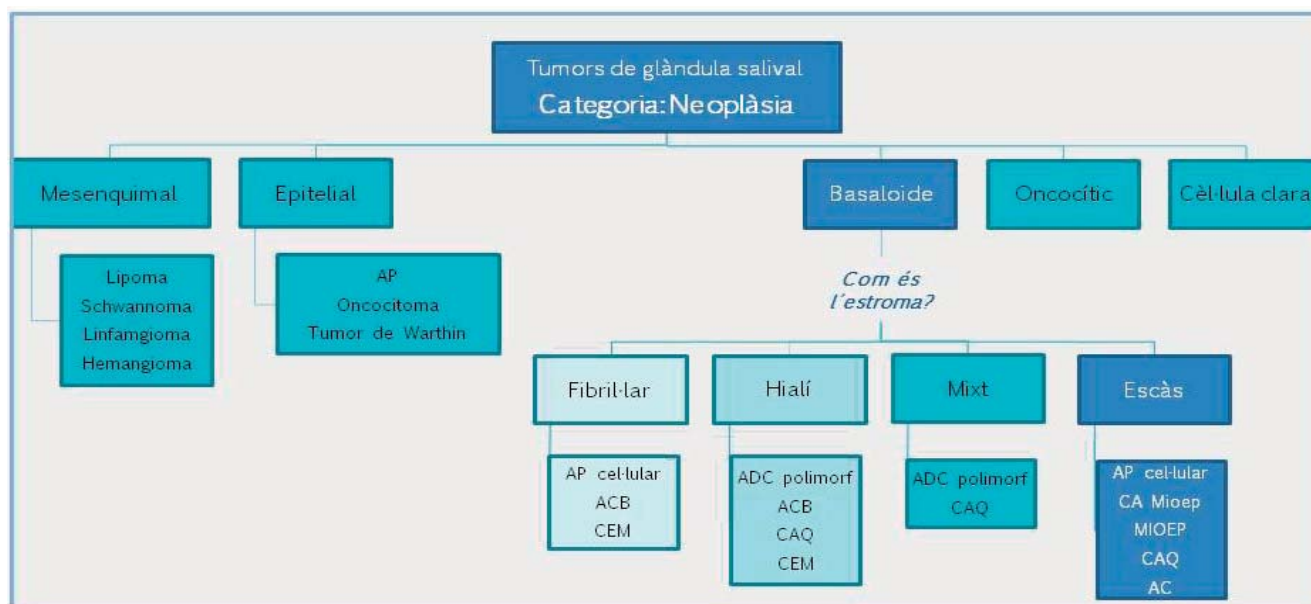 Tumors de glàndula salival
Categoria: Neoplàsia
Mesenquimal
Epitelial
Basaloide
Oncocític
Cèl·lula clara
Lipoma
Schwannoma
Linfamgioma
Hemangioma
AP
Oncocitoma
Tumor de Warthin
Com és
l´estroma?
Fibril·lar
Hialí
Mixt
Escàs
AP cel·lular
ACB
CEM
ADC polimorf
ACB
CAQ
CEM
ADC polimorf
CAQ
AP cel·lular
CA Mioep
MIOEP
CAQ
AC